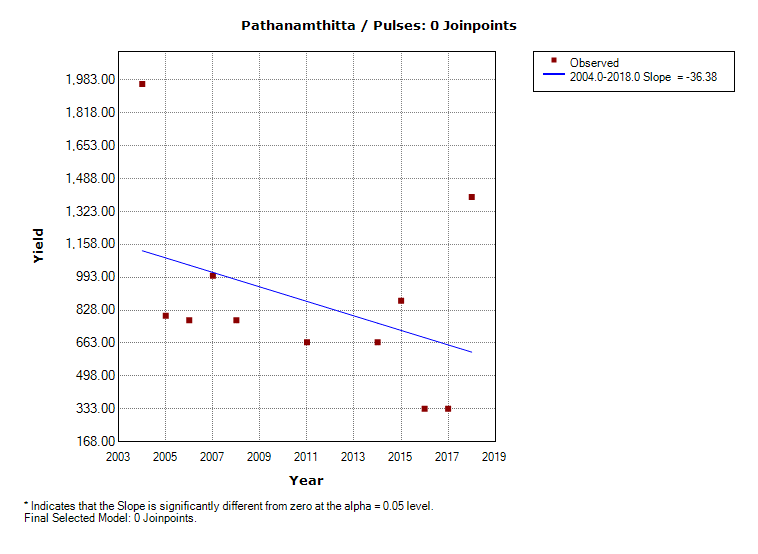 Pathanamthitta / Pulses: 0 Joinpoints
Observed
2004.0-2018.0 Slope = -36.38
1,983.00
1,818.00
1,653.00
1,488.00
1,323.00
1,158.00
993.00
828.00
663.00
498.00
333.00
168.00
Yield
2003 2005 2007 2009 2011 2013 2015 2017 2019
Year
* Indicates that the Slope is significantly different from zero at the alpha = 0.05 level.
Final Selected Model: 0 Joinpoints.